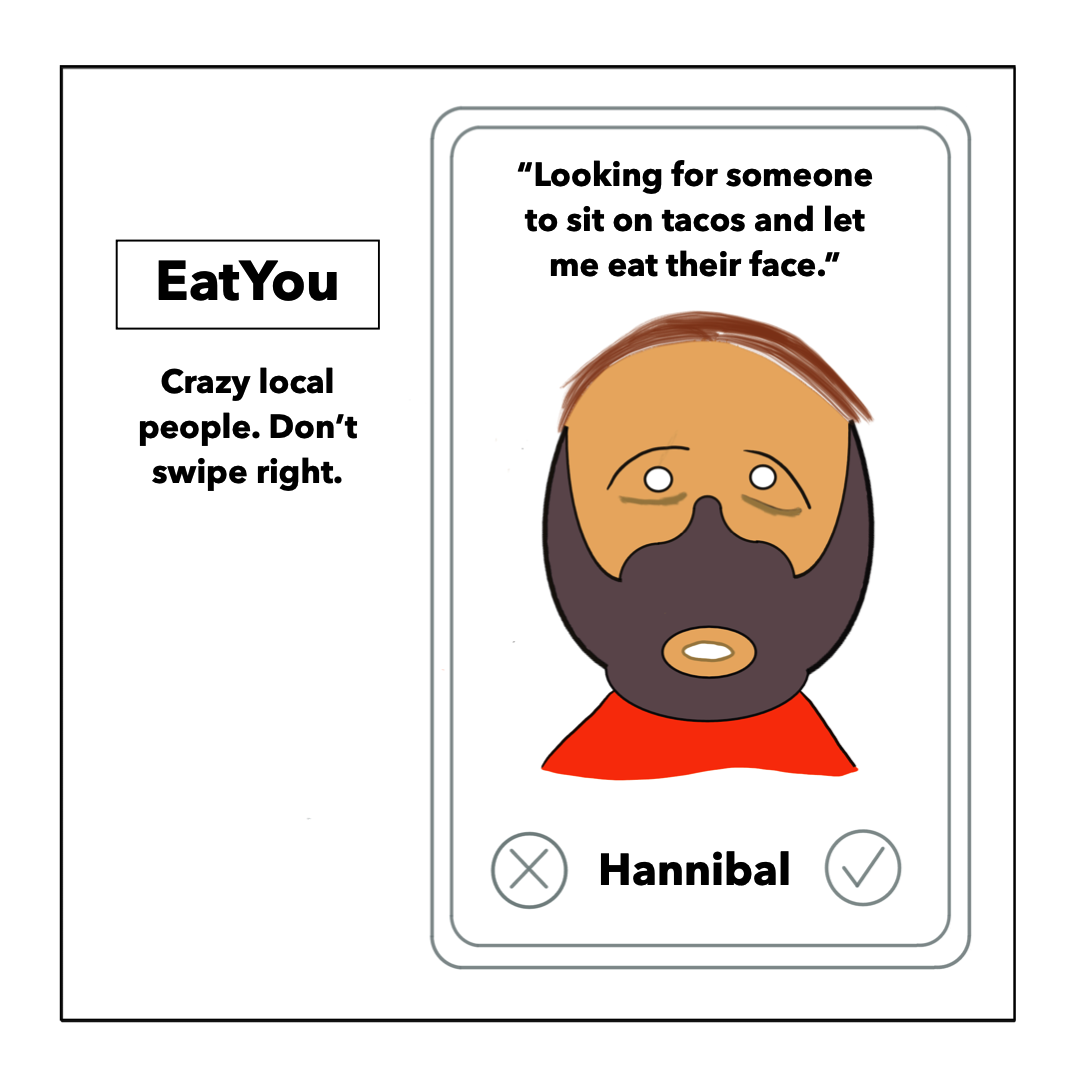 EatYou
Crazy local
people. Don’t
swipe right.
“Looking for someone
to sit on tacos and let
me eat their face.”
Hannibal